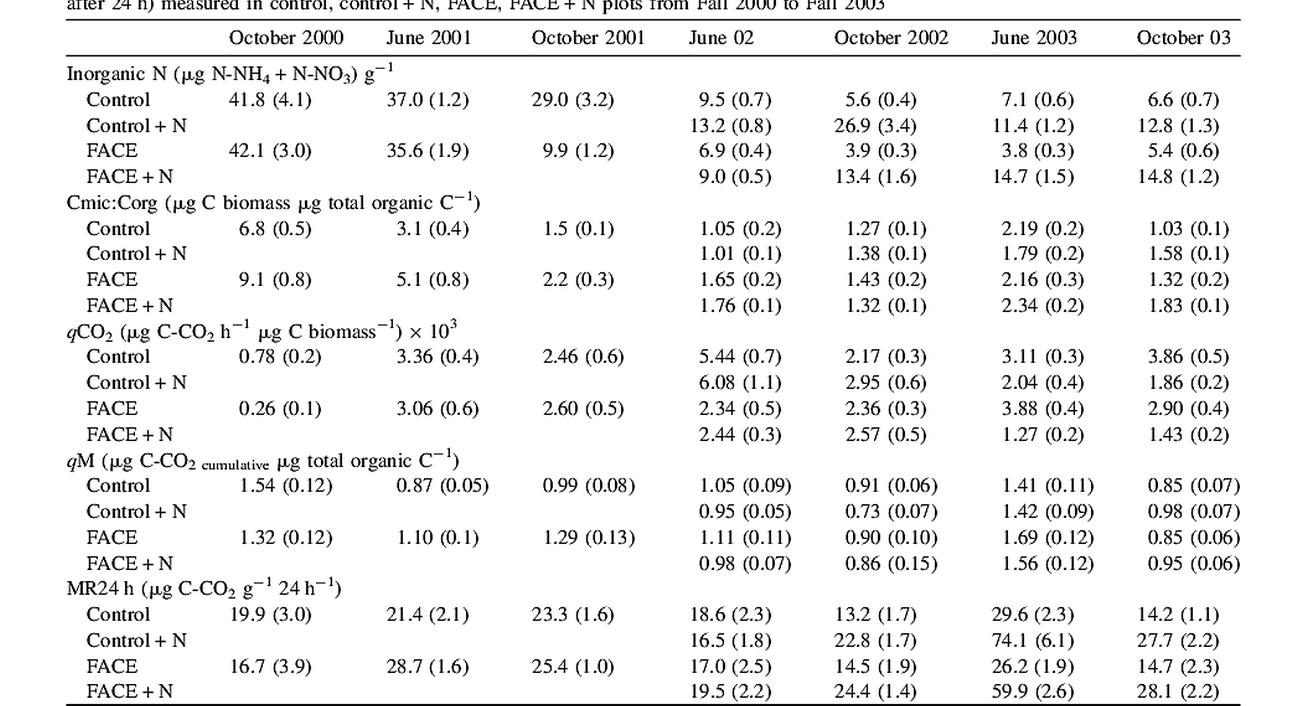 after 24 h) measured in control, control + N, FACE, FACE + N plots from Fall 2000 to Fall 2003
October 2000 June 2001 October 2001 June 02 October 2002 June 2003 October 03
Inorganic N (μg N-NH4 + N-NO3) g−1
Control 41.8 (4.1) 37.0 (1.2) 29.0 (3.2) 9.5 (0.7) 5.6 (0.4) 7.1 (0.6) 6.6 (0.7)
Control + N 13.2 (0.8) 26.9 (3.4) 11.4 (1.2) 12.8 (1.3)
FACE 42.1 (3.0) 35.6 (1.9) 9.9 (1.2) 6.9 (0.4) 3.9 (0.3) 3.8 (0.3) 5.4 (0.6)
FACE + N 9.0 (0.5) 13.4 (1.6) 14.7 (1.5) 14.8 (1.2)
Cmic:Corg (μg C biomass μg total organic C−1)
Control 6.8 (0.5) 3.1 (0.4) 1.5 (0.1) 1.05 (0.2) 1.27 (0.1) 2.19 (0.2) 1.03 (0.1)
Control + N 1.01 (0.1) 1.38 (0.1) 1.79 (0.2) 1.58 (0.1)
FACE 9.1 (0.8) 5.1 (0.8) 2.2 (0.3) 1.65 (0.2) 1.43 (0.2) 2.16 (0.3) 1.32 (0.2)
FACE + N 1.76 (0.1) 1.32 (0.1) 2.34 (0.2) 1.83 (0.1)
qCO2 (μg C-CO2 h−1 μg C biomass−1) × 103
Control 0.78 (0.2) 3.36 (0.4) 2.46 (0.6) 5.44 (0.7) 2.17 (0.3) 3.11 (0.3) 3.86 (0.5)
Control + N 6.08 (1.1) 2.95 (0.6) 2.04 (0.4) 1.86 (0.2)
FACE 0.26 (0.1) 3.06 (0.6) 2.60 (0.5) 2.34 (0.5) 2.36 (0.3) 3.88 (0.4) 2.90 (0.4)
FACE + N 2.44 (0.3) 2.57 (0.5) 1.27 (0.2) 1.43 (0.2)
qM (μg C-CO2 cumulative μg total organic C−1)
Control 1.54 (0.12) 0.87 (0.05) 0.99 (0.08) 1.05 (0.09) 0.91 (0.06) 1.41 (0.11) 0.85 (0.07)
Control + N 0.95 (0.05) 0.73 (0.07) 1.42 (0.09) 0.98 (0.07)
FACE 1.32 (0.12) 1.10 (0.1) 1.29 (0.13) 1.11 (0.11) 0.90 (0.10) 1.69 (0.12) 0.85 (0.06)
FACE + N 0.98 (0.07) 0.86 (0.15) 1.56 (0.12) 0.95 (0.06)
MR24 h (μg C-CO2 g−1 24 h−1)
Control 19.9 (3.0) 21.4 (2.1) 23.3 (1.6) 18.6 (2.3) 13.2 (1.7) 29.6 (2.3) 14.2 (1.1)
Control + N 16.5 (1.8) 22.8 (1.7) 74.1 (6.1) 27.7 (2.2)
FACE 16.7 (3.9) 28.7 (1.6) 25.4 (1.0) 17.0 (2.5) 14.5 (1.9) 26.2 (1.9) 14.7 (2.3)
FACE + N 19.5 (2.2) 24.4 (1.4) 59.9 (2.6) 28.1 (2.2)